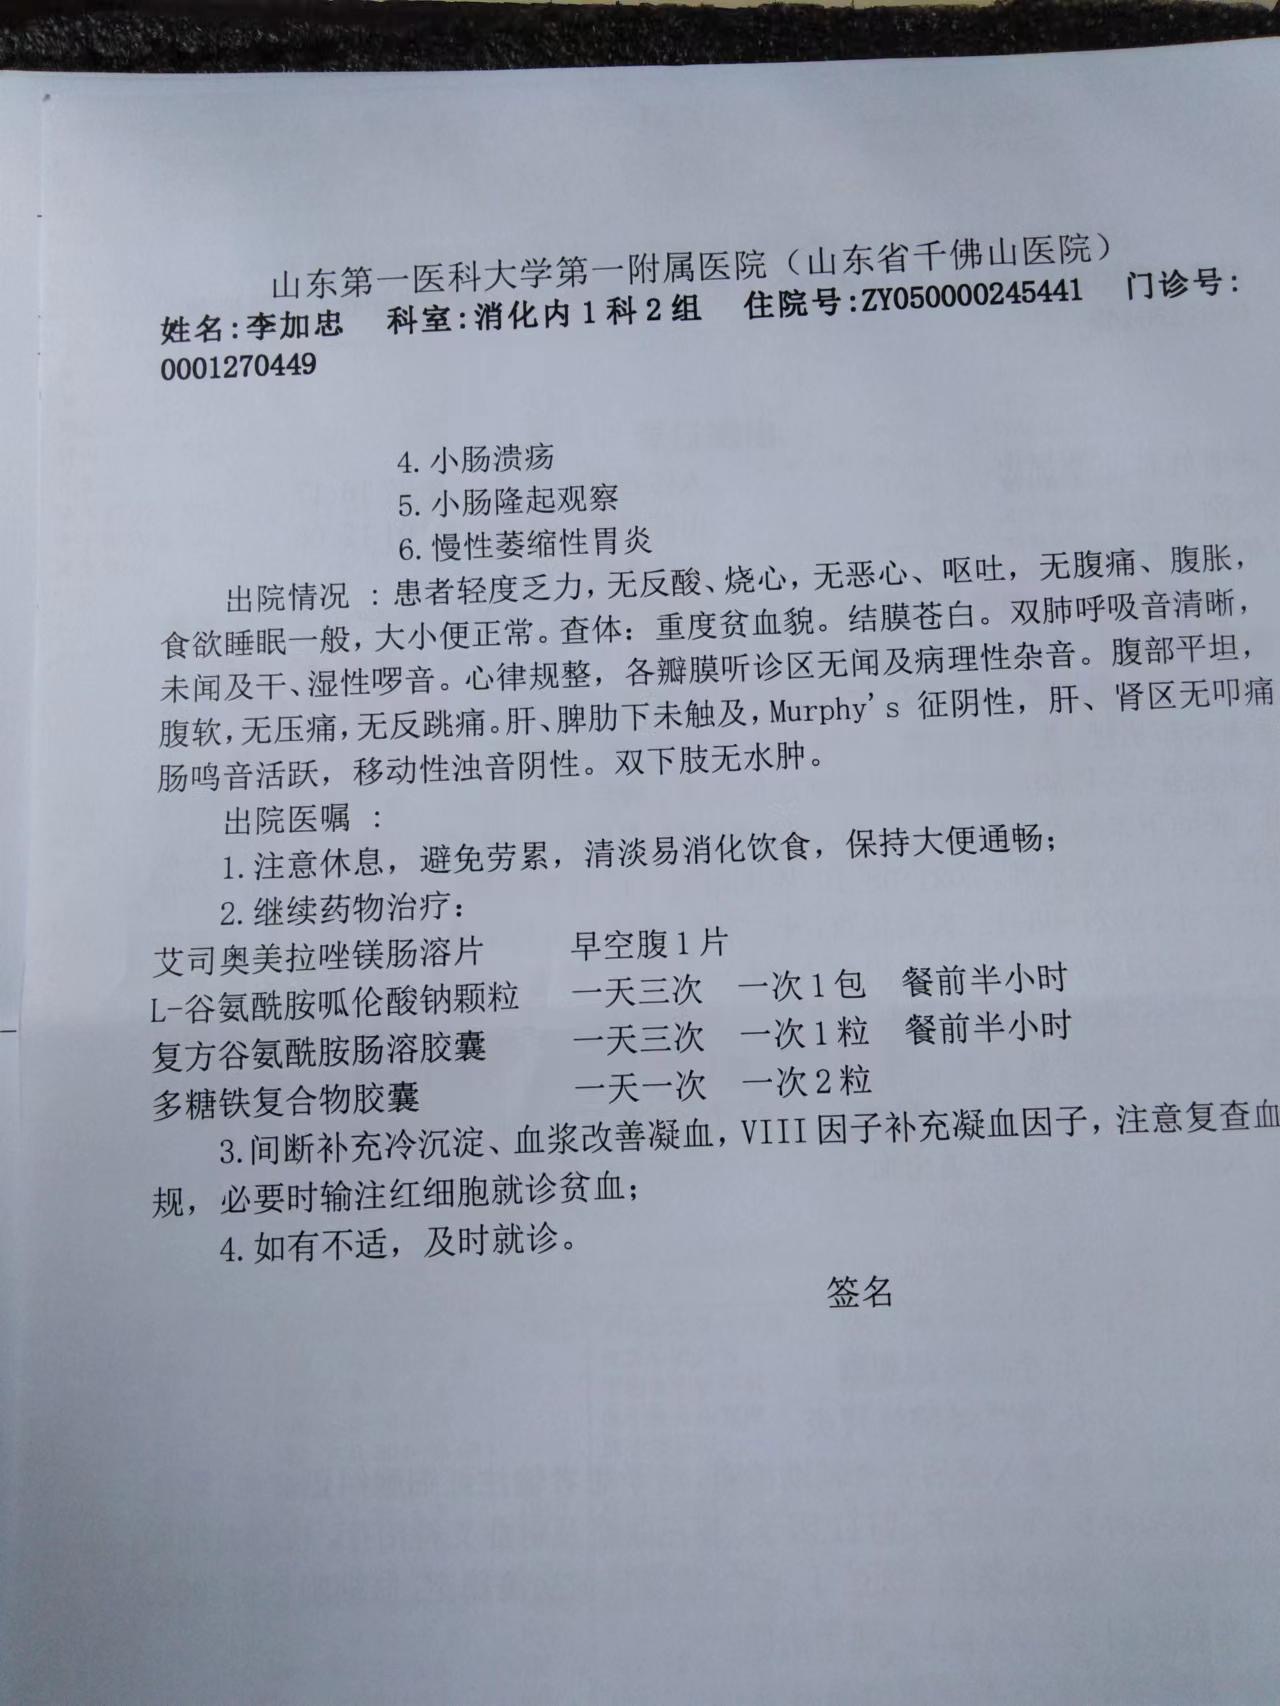 山东第一医科大学第一附属医院（山东省千佛山医院）
姓名:李加忠 科室:消化内1科2组 住院号:ZY050000245441 门诊号:
0001270449
4.小肠溃疡
5.小肠隆起观察
6.慢性萎缩性胃炎
出院情况 ：患者轻度乏力，无反酸、烧心，无恶心、呕吐，无腹痛、腹胀，
食欲睡眠一般，大小便正常。查体：重度贫血貌。结膜苍白。双肺呼吸音清晰，
未闻及干、湿性啰音。心律规整，各瓣膜听诊区无闻及病理性杂音。腹部平坦，
腹软，无压痛，无反跳痛。肝、脾肋下未触及，Murphy's 征阴性，肝、肾区无叩痛
肠鸣音活跃，移动性浊音阴性。双下肢无水肿。
出院医嘱 ：
1.注意休息，避免劳累，清淡易消化饮食，保持大便通畅；
2.继续药物治疗：
艾司奥美拉唑镁肠溶片 早空腹1片
L-谷氨酰胺呱仑酸钠颗粒 一天三次 一次1包 餐前半小时
复方谷氨酰胺肠溶胶囊 一天三次 一次1粒 餐前半小时
多糖铁复合物胶囊 一天一次 一次2粒
3.间断补充冷沉淀、血浆改善凝血，VIII因子补充凝血因子，注意复查血
规，必要时输注红细胞就诊贫血；
4.如有不适，及时就诊。
签名